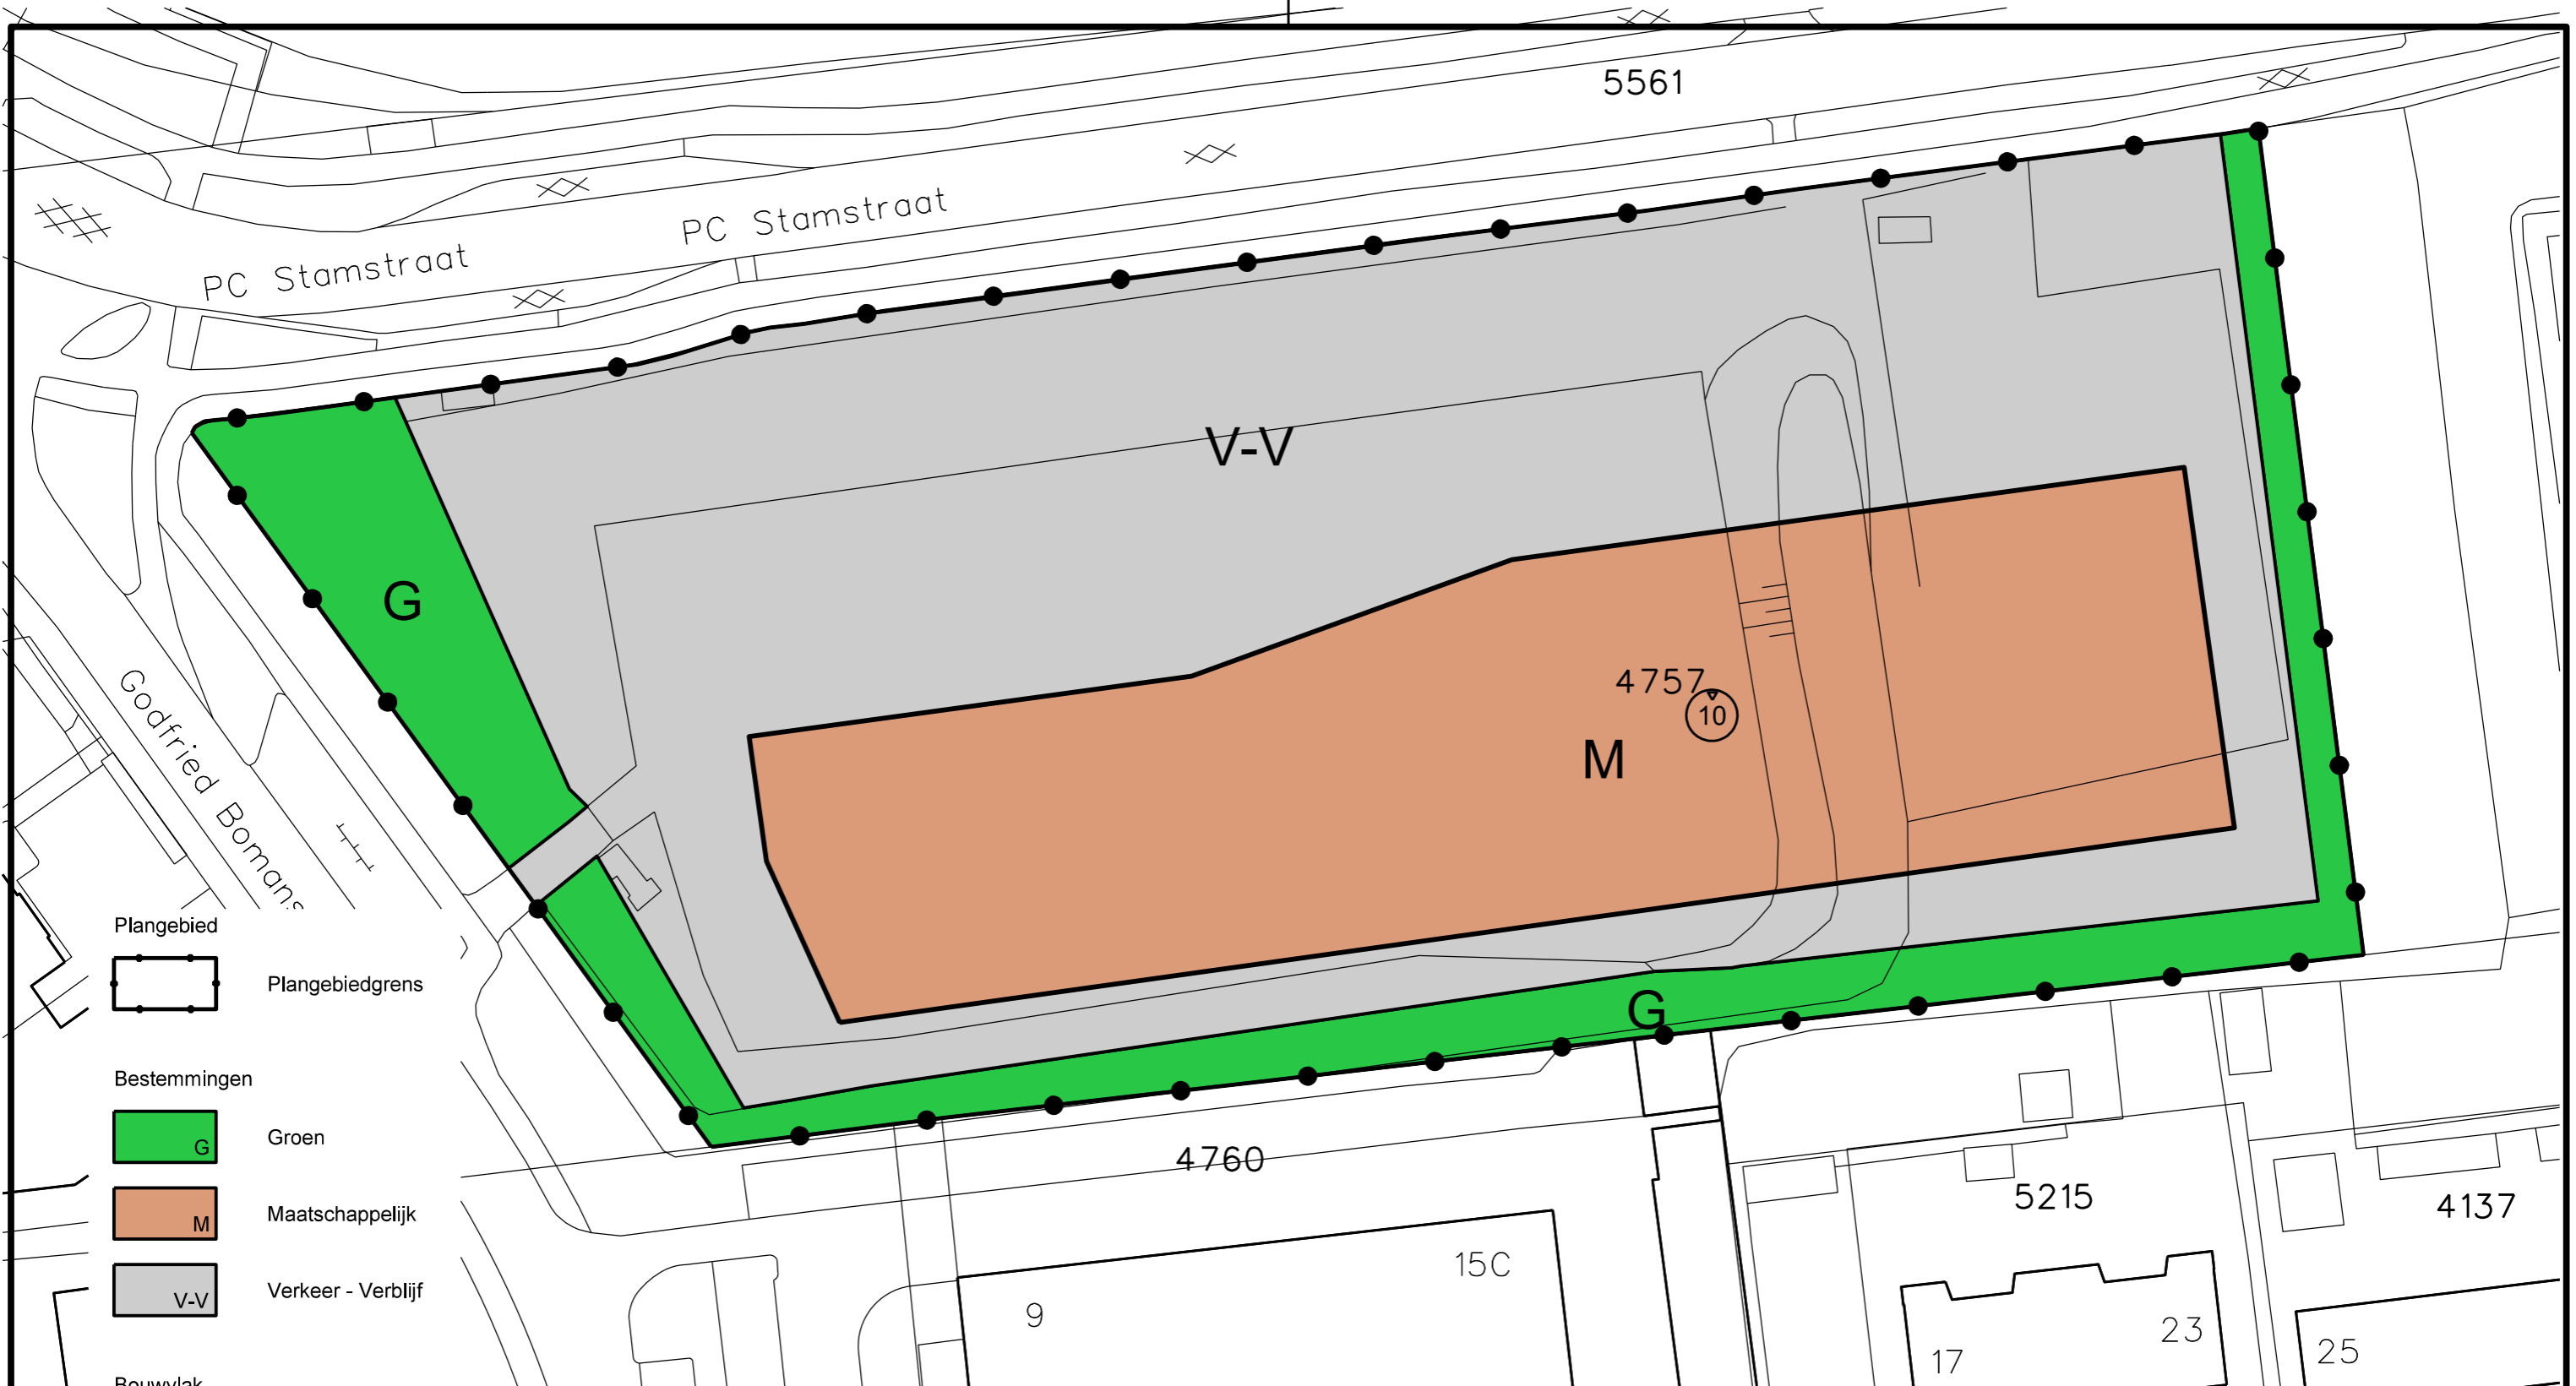 5561
PC Stamstraat
PC Stamstraat
V-V
G
Godfried Bomans
4757
10
M
G
Plangebied
Plangebiedgrens
Bestemmingen
G Groen
M Maatschappelijk
V-V Verkeer - Verblijf
4760
5215
4137
15C
9
23
17
25